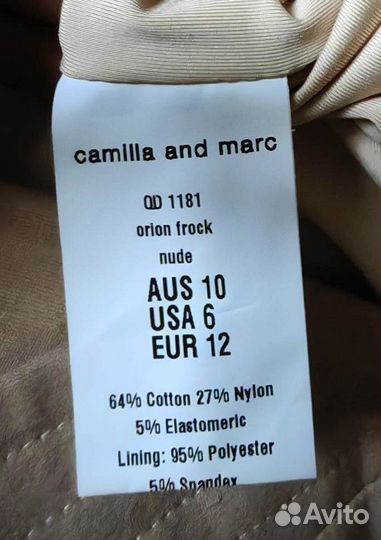 camilla and marc
QD 1181
orion frock
nude
AUS 10
USA 6
EUR 12
64% Cotton 27% Nylon
5% Elastomeric
Lining: 95% Polyester
5% Spandex
Avito